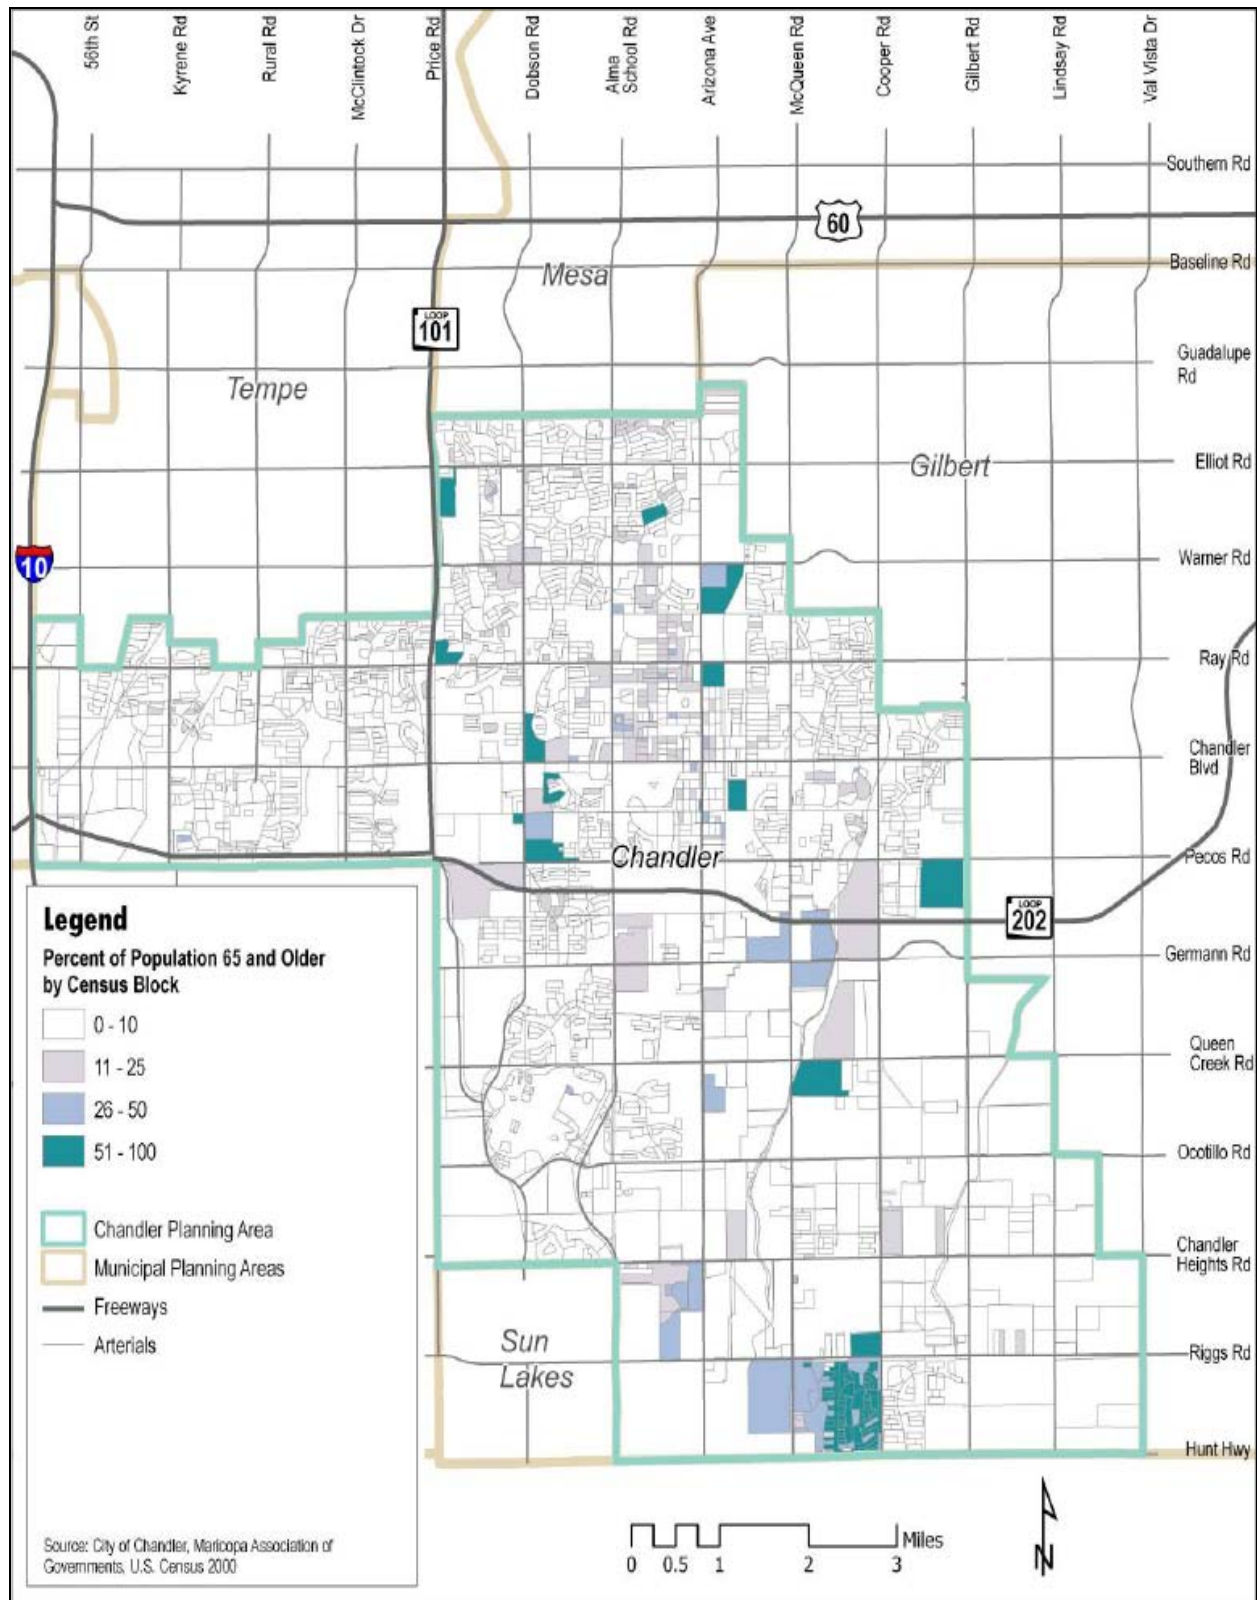 56th St
Kyrene Rd
Rural Rd
McClintock Dr
Price Rd
Dobson Rd
Alma
School Rd
Arizona Ave
McQueen Rd
Cooper Rd
Gilbert Rd
Lindsay Rd
Val Vista Dr
Southern Rd
60
Baseline Rd
Mesa
LOOP
101
Guadalupe
Rd
Tempe
Elliot Rd
Gilbert
Warner Rd
10
Ray Rd
Chandler
Blvd
Chandler
Pecos Rd
LOOP
202
Germann Rd
Queen
Creek Rd
Ocotillo Rd
Chandler
Heights Rd
Sun
Lakes
Riggs Rd
Hunt Hwy
Legend
Percent of Population 65 and Older
by Census Block
0 - 10
11 - 25
26 - 50
51 - 100
Chandler Planning Area
Municipal Planning Areas
Freeways
Arterials
Source: City of Chandler, Maricopa Association of
Governments, U.S. Census 2000
Miles
0 0.5 1 2 3
N